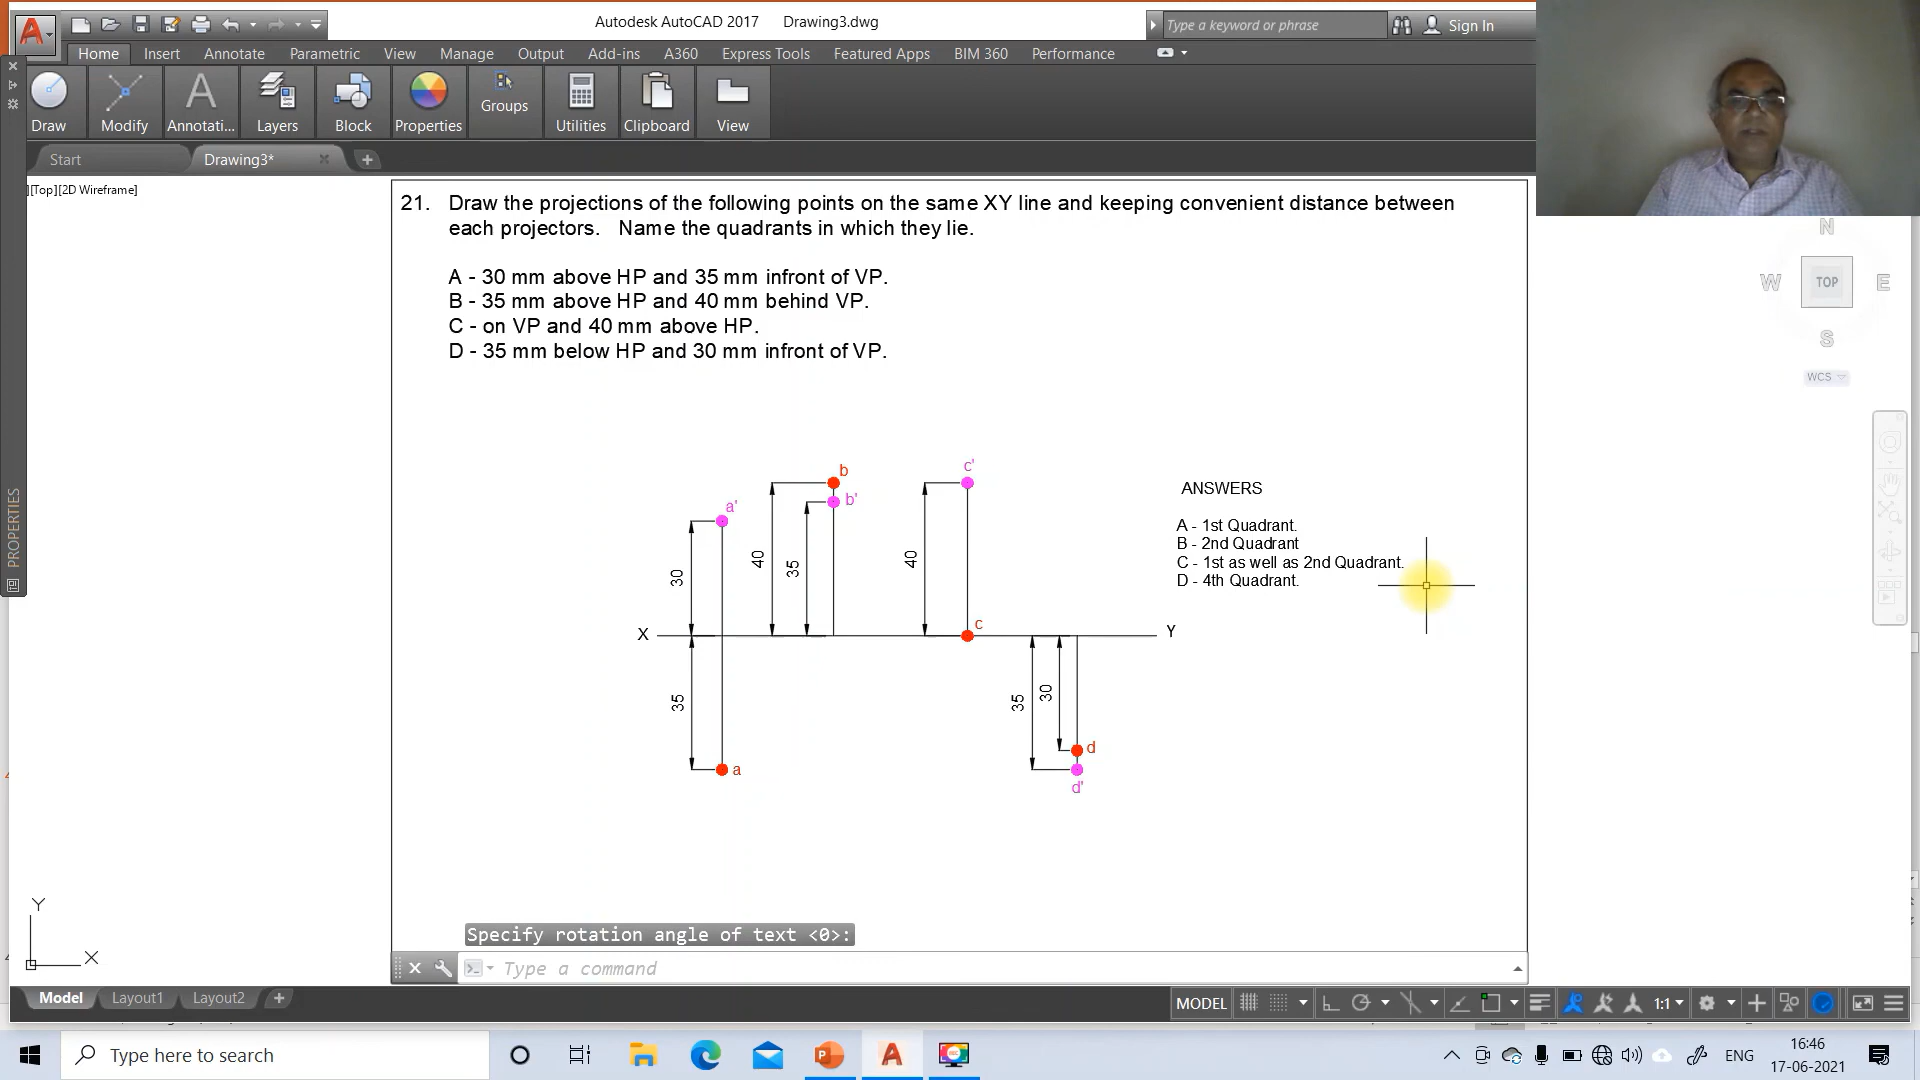 Autodesk AutoCAD 2017 Drawing3.dwg
Type a keyword or phrase
Sign In
Home Insert Annotate Parametric View Manage Output Add-ins A360 Express Tools Featured Apps BIM 360 Performance
Draw Modify Annotati... Layers Block Properties Groups Utilities Clipboard View
Start Drawing3*
][Top][2D Wireframe]
21. Draw the projections of the following points on the same XY line and keeping convenient distance between
each projectors. Name the quadrants in which they lie.
A - 30 mm above HP and 35 mm infront of VP.
B - 35 mm above HP and 40 mm behind VP.
C - on VP and 40 mm above HP.
D - 35 mm below HP and 30 mm infront of VP.
N
W TOP E
S
WCS
PROPERTIES
a'
b
b'
c'
30
40
35
40
X
c
Y
35
a
35
30
d
d'
ANSWERS
A - 1st Quadrant.
B - 2nd Quadrant
C - 1st as well as 2nd Quadrant.
D - 4th Quadrant.
Y
X
Specify rotation angle of text <0>:
Type a command
Model Layout1 Layout2
MODEL
1:1
Type here to search
ENG
16:46
17-06-2021